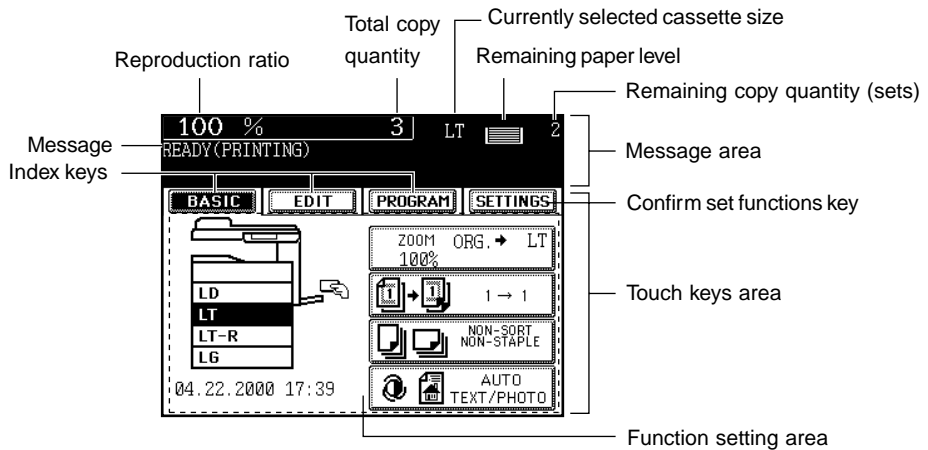 Total copy quantity
Currently selected cassette size
Reproduction ratio
Remaining paper level
Remaining copy quantity (sets)
100 %
3
LT
2
Message
READY(PRINTING)
Message area
Index keys
BASIC
EDIT
PROGRAM
SETTINGS
Confirm set functions key
ZOOM ORG.➔ LT
100%
1 ➔ 1
1 → 1
Touch keys area
LD
LT
LT-R
LG
NON-SORT
NON-STAPLE
04.22.2000 17:39
AUTO
TEXT/PHOTO
Function setting area